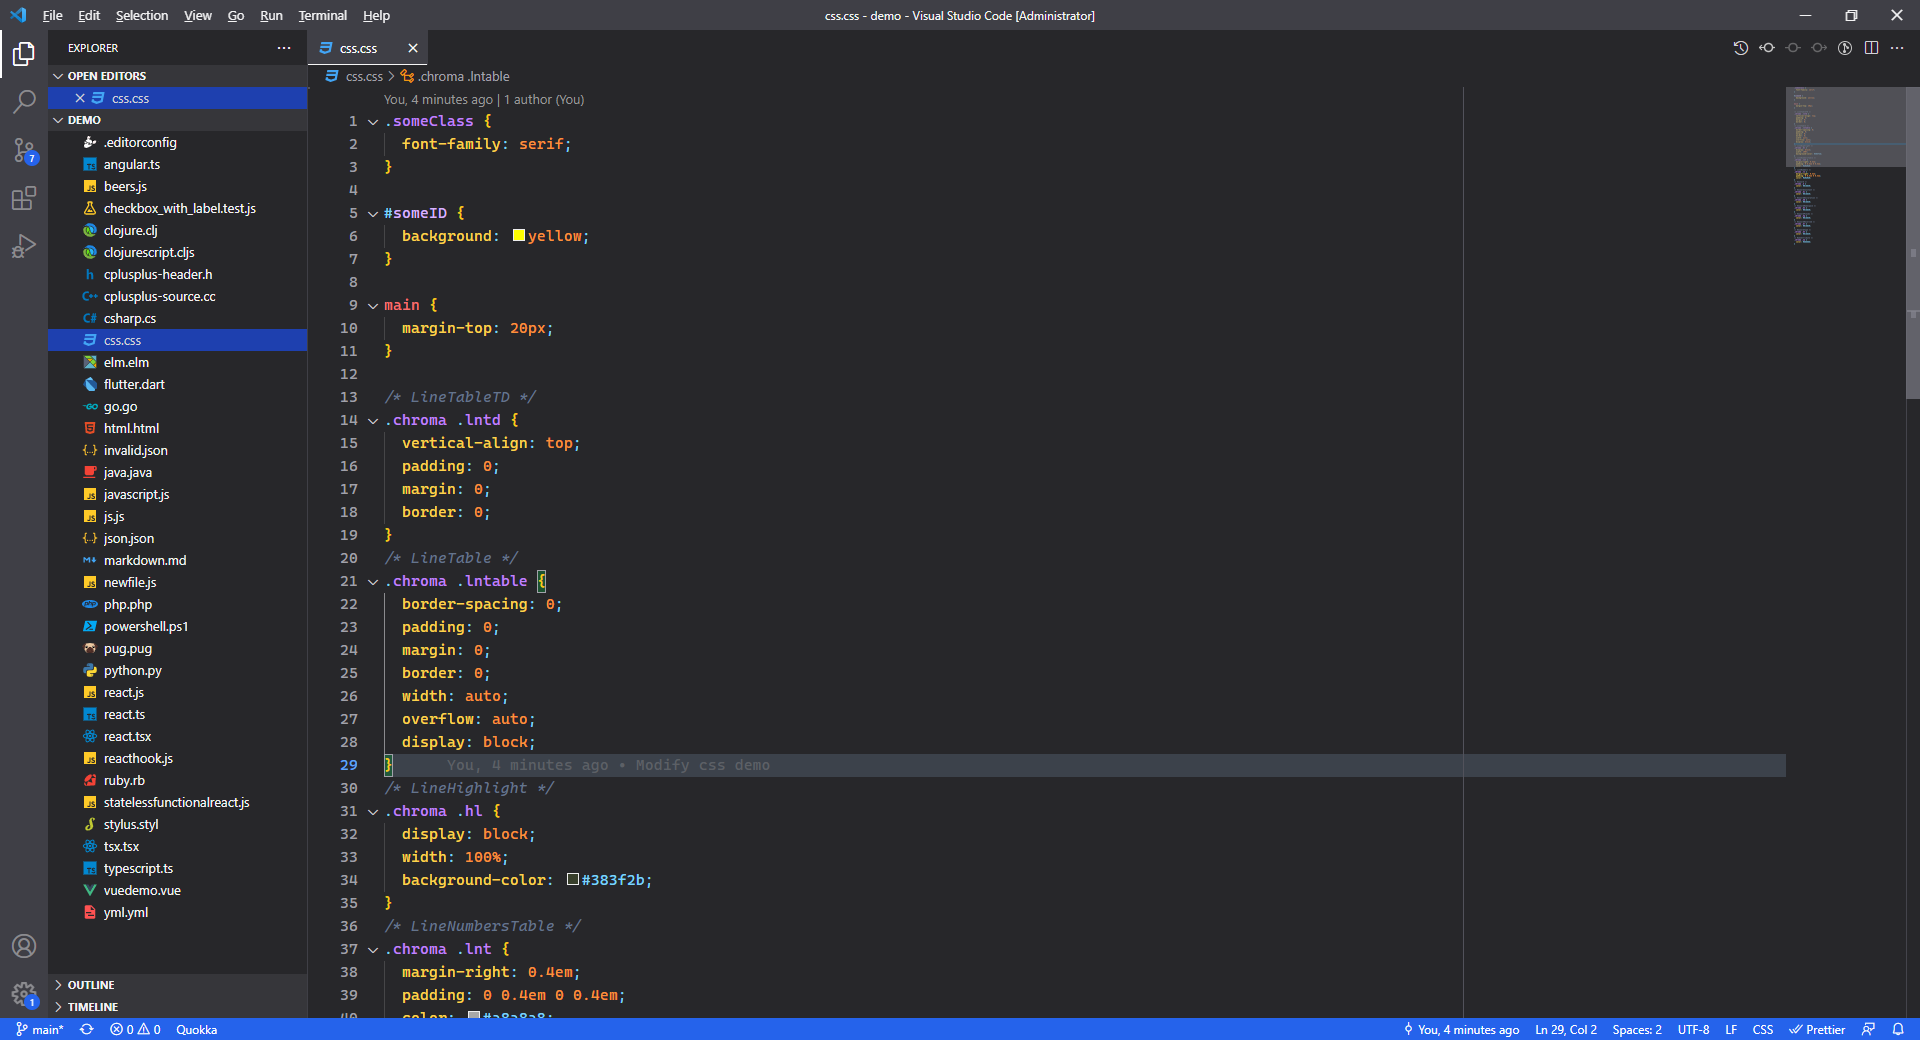 File Edit Selection View Go Run Terminal Help
css.css - demo - Visual Studio Code [Administrator]
EXPLORER
OPEN EDITORS
css.css
DEMO
.editorconfig
angular.ts
beers.js
checkbox_with_label.test.js
clojure.clj
clojurescript.cljs
cplusplus-header.h
cplusplus-source.cc
csharp.cs
css.css
elm.elm
flutter.dart
go.go
html.html
invalid.json
java.java
javascript.js
js.js
json.json
markdown.md
newfile.js
php.php
powershell.ps1
pug.pug
python.py
react.js
react.ts
react.tsx
reacthook.js
ruby.rb
statelessfunctionalreact.js
stylus.styl
tsx.tsx
typescript.ts
vuedemo.vue
yml.yml
OUTLINE
TIMELINE
7
1
css.css
css.css > .chroma .lntable
You, 4 minutes ago | 1 author (You)
1 .someClass {
2 font-family: serif;
3 }
4
5 #someID {
6 background: yellow;
7 }
8
9 main {
10 margin-top: 20px;
11 }
12
13 /* LineTableTD */
14 .chroma .lntd {
15 vertical-align: top;
16 padding: 0;
17 margin: 0;
18 border: 0;
19 }
20 /* LineTable */
21 .chroma .lntable {
22 border-spacing: 0;
23 padding: 0;
24 margin: 0;
25 border: 0;
26 width: auto;
27 overflow: auto;
28 display: block;
29 } You, 4 minutes ago • Modify css demo
30 /* LineHighlight */
31 .chroma .hl {
32 display: block;
33 width: 100%;
34 background-color: #383f2b;
35 }
36 /* LineNumbersTable */
37 .chroma .lnt {
38 margin-right: 0.4em;
39 padding: 0 0.4em 0 0.4em;
40 color: #a8a8a8;
main* 0 0 Quokka
You, 4 minutes ago Ln 29, Col 2 Spaces: 2 UTF-8 LF CSS Prettier